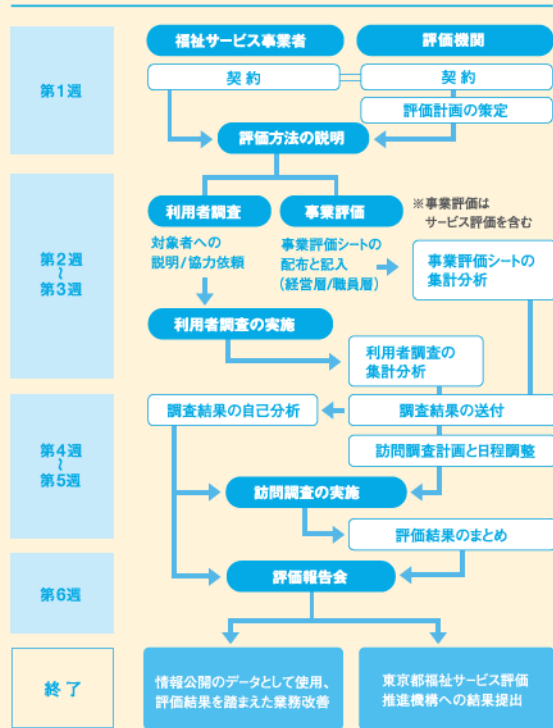 福祉サービス事業者
評価機関
第1週
契約
契約
評価計画の策定
評価方法の説明
第2週
〜
第3週
利用者調査
事業評価
※事業評価は
サービス評価を含む
対象者への
説明/協力依頼
事業評価シートの
配布と記入
(経営層/職員層)
事業評価シートの
集計分析
利用者調査の実施
利用者調査の
集計分析
第4週
〜
第5週
調査結果の自己分析
調査結果の送付
訪問調査計画と日程調整
訪問調査の実施
評価結果のまとめ
第6週
評価報告会
終了
情報公開のデータとして使用、
評価結果を踏まえた業務改善
東京都福祉サービス評価
推進機構への結果提出